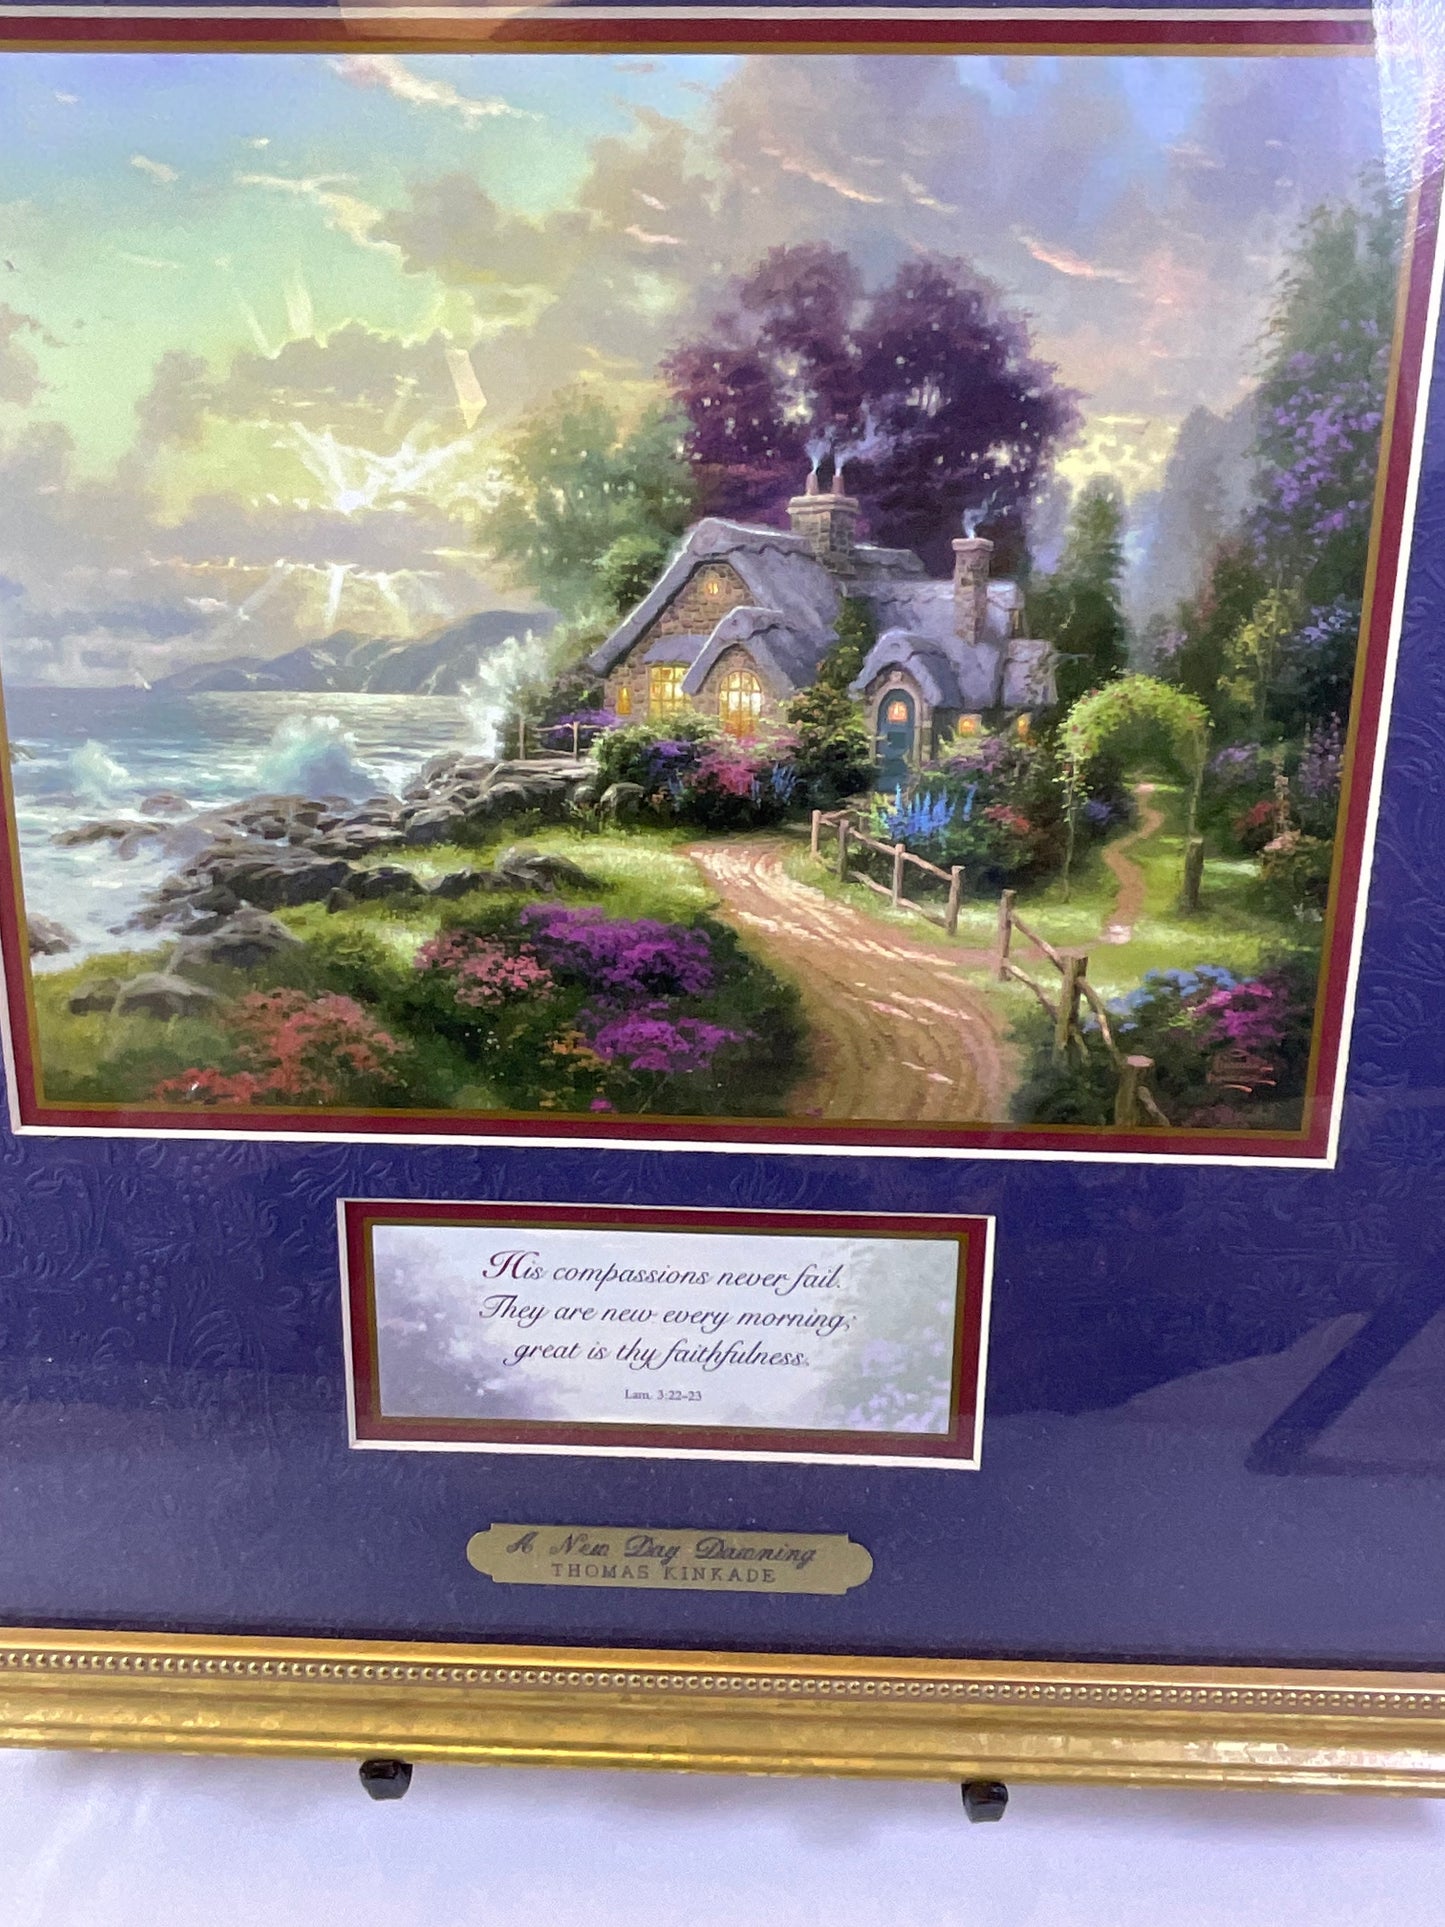 His compassions never fail.
They are new every morning;
great is thy faithfulness.
Lam. 3:22-23
A New Day Dawning
THOMAS KINKADE